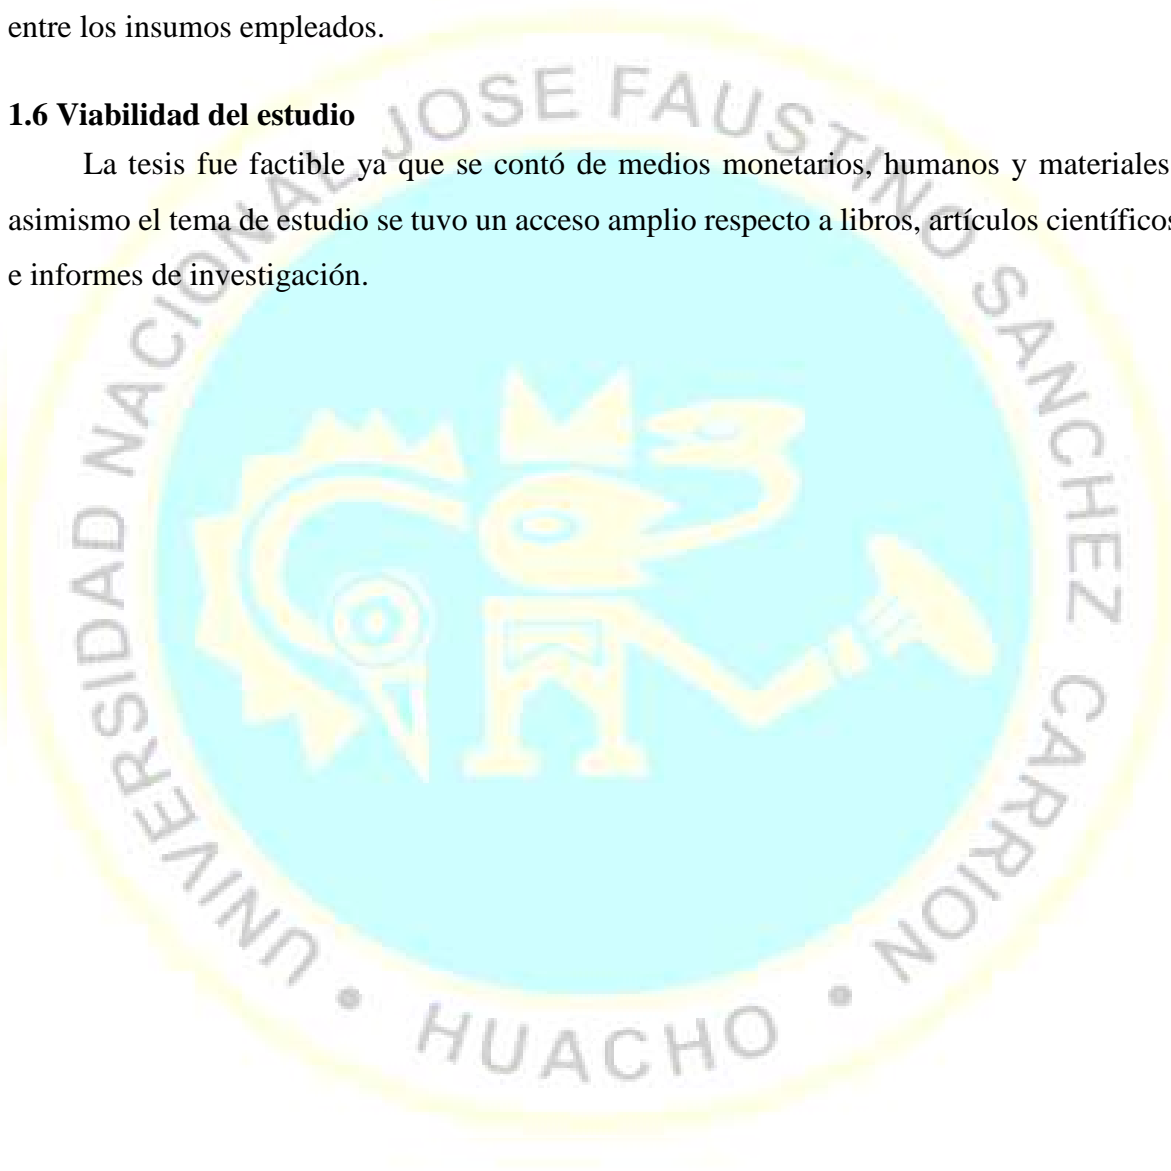 entre los insumos empleados.
1.6 Viabilidad del estudio
La tesis fue factible ya que se contó de medios monetarios, humanos y materiales
asimismo el tema de estudio se tuvo un acceso amplio respecto a libros, artículos científicos
e informes de investigación.
UNIVERSIDAD NACIONAL JOSE FAUSTINO SANCHEZ CARRION • HUACHO •